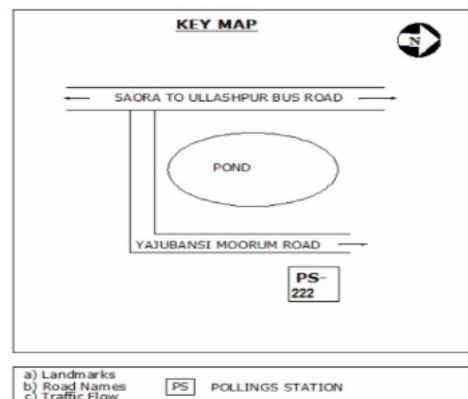 KEY MAP
N
SAORA TO ULLASHPUR BUS ROAD
POND
YAJUBANSI MOORUM ROAD
PS-
222
a) Landmarks
b) Road Names
c) Traffic Flow
PS POLLINGS STATION